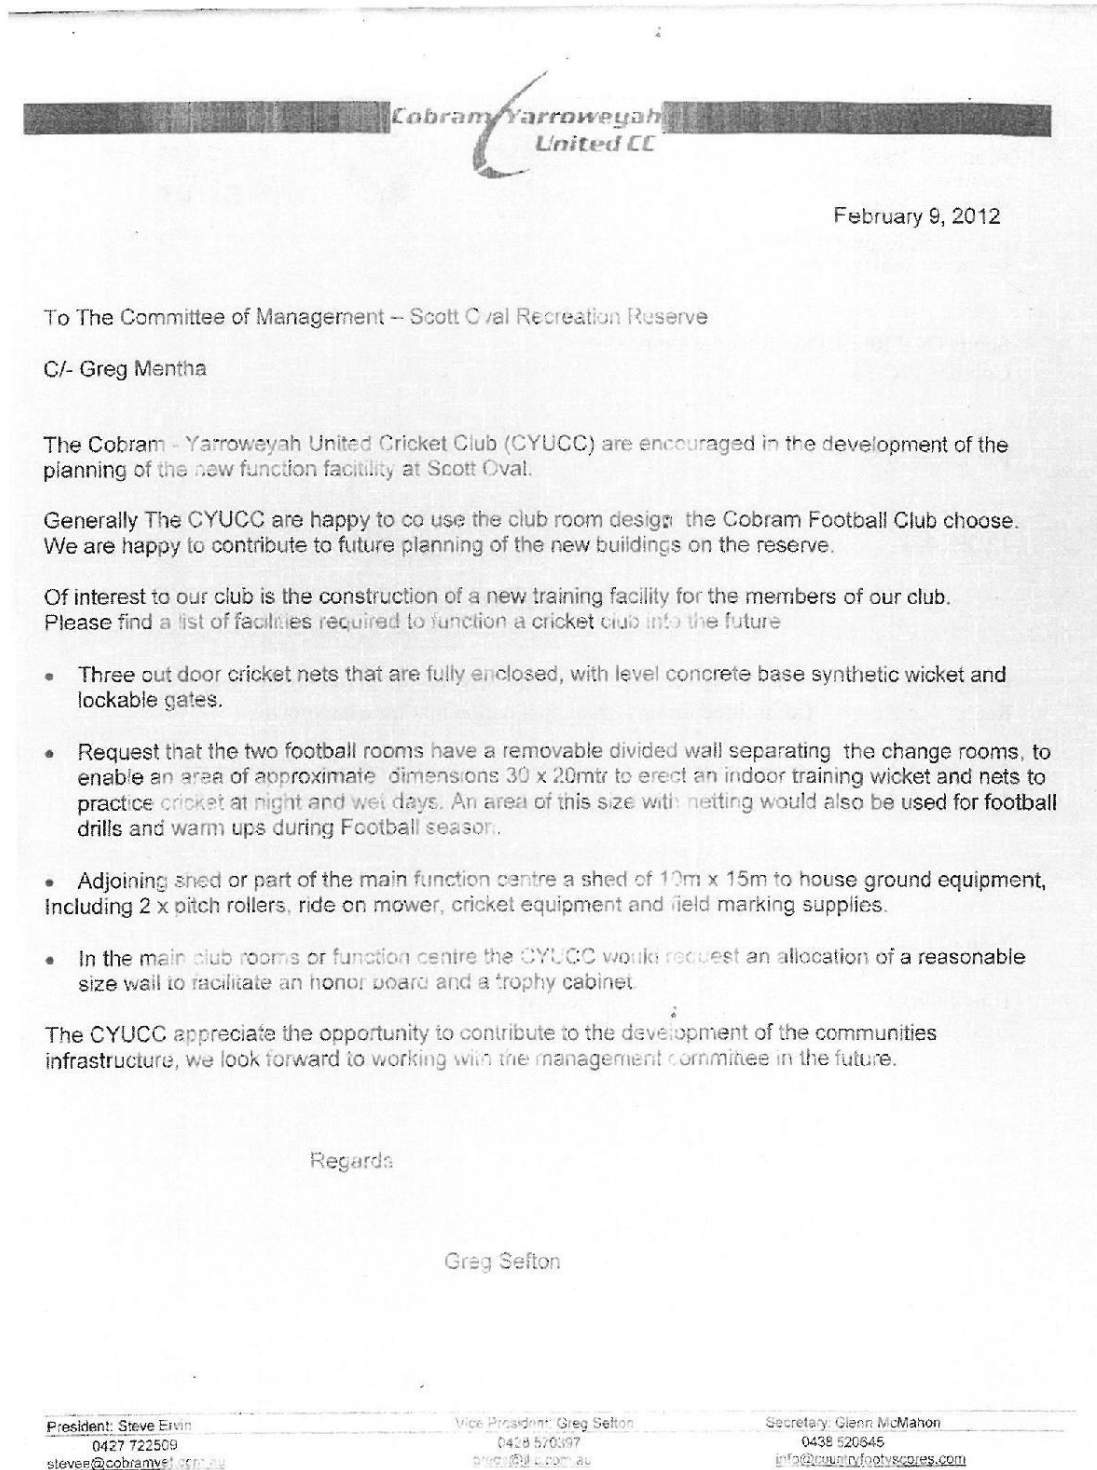 Cobram Yarroweyah
United CC
February 9, 2012
To The Committee of Management – Scott Oval Recreation Reserve
C/- Greg Mentha
The Cobram - Yarroweyah United Cricket Club (CYUCC) are encouraged in the development of the
planning of the new function facitility at Scott Oval.
Generally The CYUCC are happy to co use the club room design the Cobram Football Club choose.
We are happy to contribute to future planning of the new buildings on the reserve.
Of interest to our club is the construction of a new training facility for the members of our club.
Please find a list of facilities required to function a cricket club into the future
• Three out door cricket nets that are fully enclosed, with level concrete base synthetic wicket and
lockable gates.
• Request that the two football rooms have a removable divided wall separating the change rooms, to
enable an area of approximate dimensions 30 x 20mtr to erect an indoor training wicket and nets to
practice cricket at night and wet days. An area of this size with netting would also be used for football
drills and warm ups during Football season.
• Adjoining shed or part of the main function centre a shed of 10m x 15m to house ground equipment,
Including 2 x pitch rollers, ride on mower, cricket equipment and field marking supplies.
• In the main club rooms or function centre the CYUCC would request an allocation of a reasonable
size wall to facilitate an honor board and a trophy cabinet
The CYUCC appreciate the opportunity to contribute to the development of the communities
infrastructure, we look forward to working with the management committee in the future.
Regards
Greg Sefton
President: Steve Ervin
Vice President: Greg Sefton
Secretary: Glenn McMahon
0427 722509
0428 570397
0438 520645
info@countryfootyscores.com